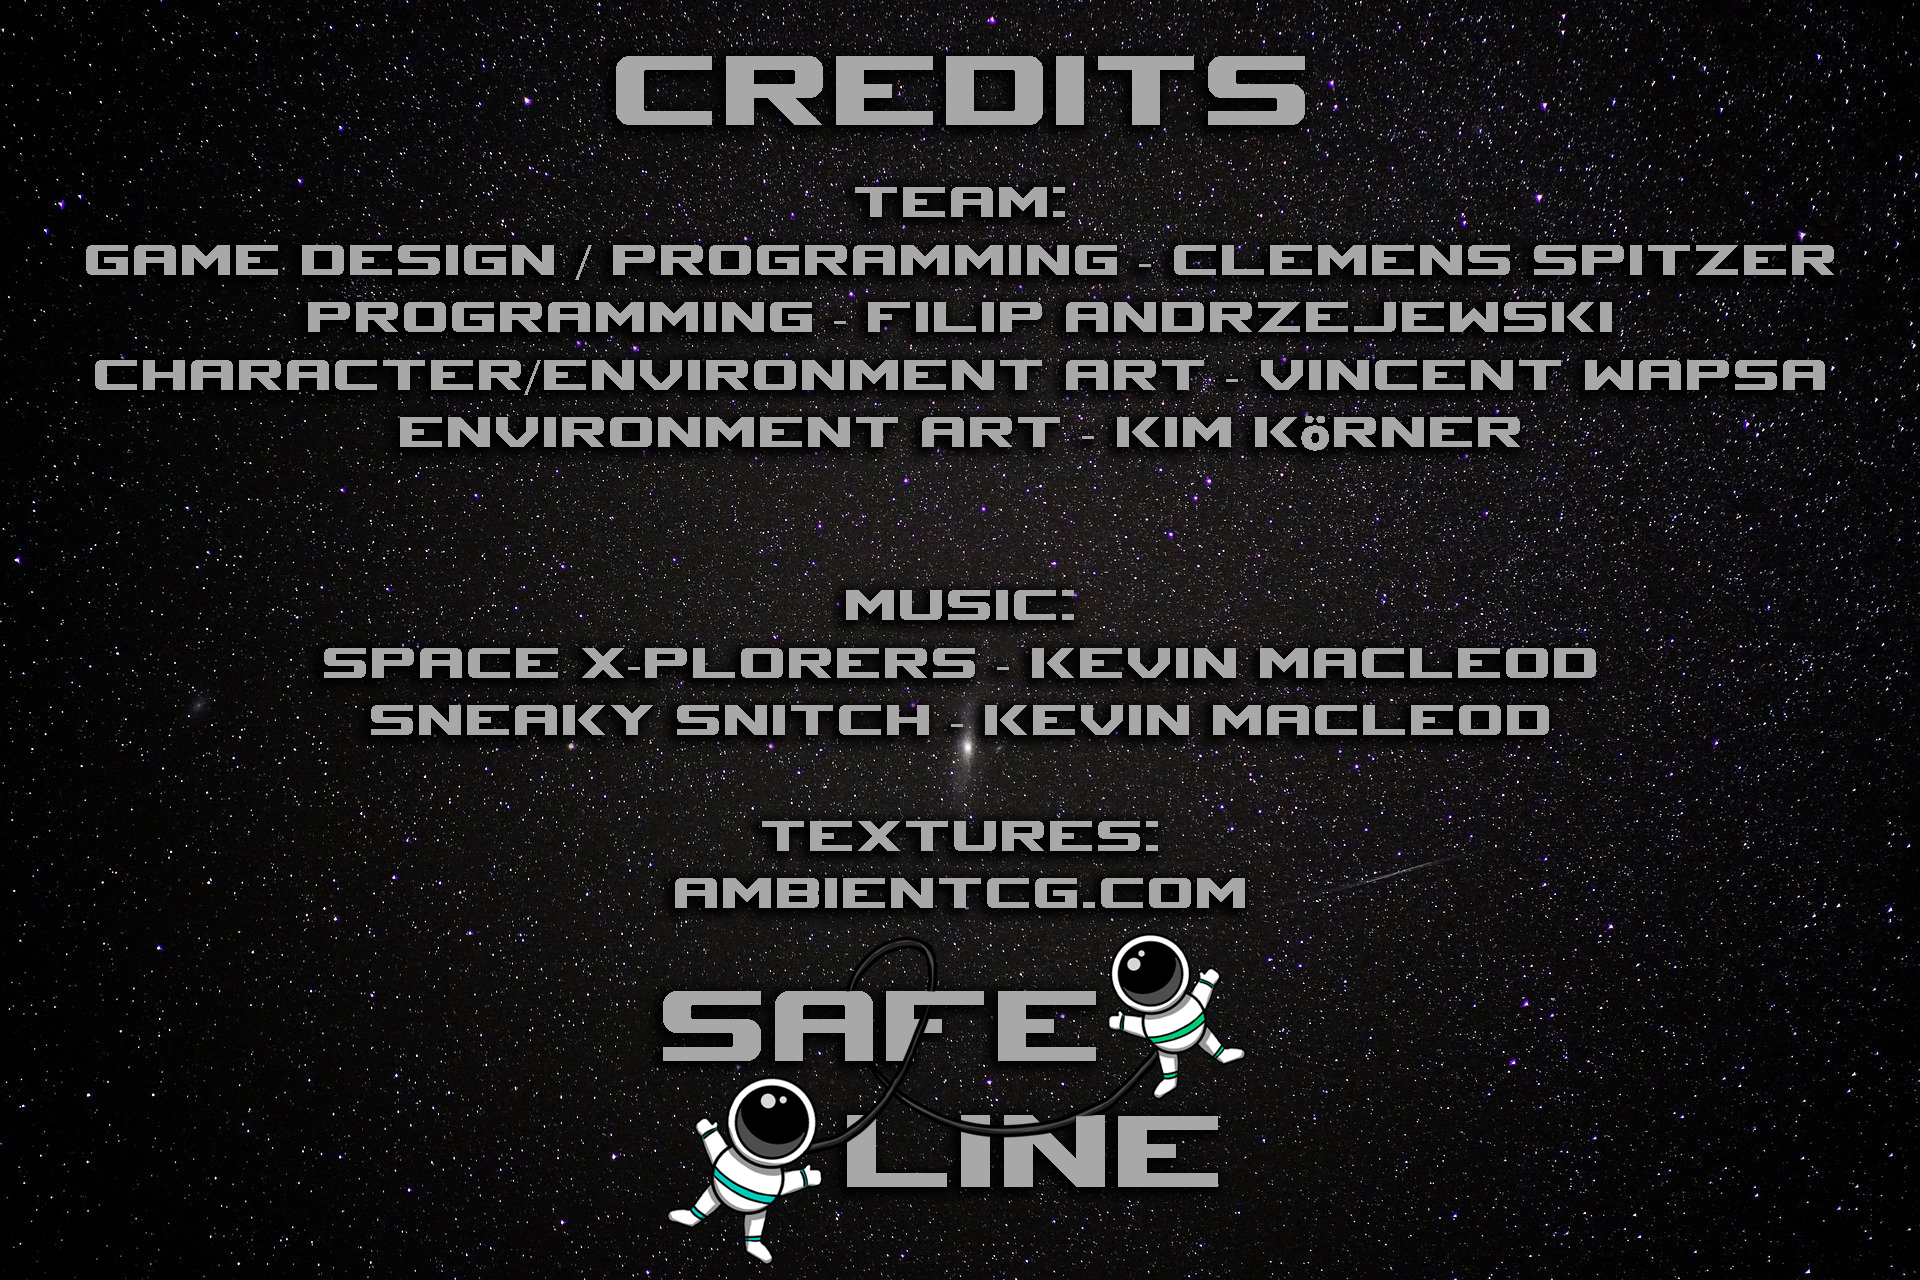 CREDITS
TEAM:
GAME DESIGN / PROGRAMMING - CLEMENS SPITZER
PROGRAMMING - FILIP ANDRZEJEWSKI
CHARACTER/ENVIRONMENT ART - VINCENT WAPSA
ENVIRONMENT ART - KIM KöRNER
MUSIC:
SPACE X-PLORERS - KEVIN MACLEOD
SNEAKY SNITCH - KEVIN MACLEOD
TEXTURES:
AMBIENTCG.COM
SAFE
LINE